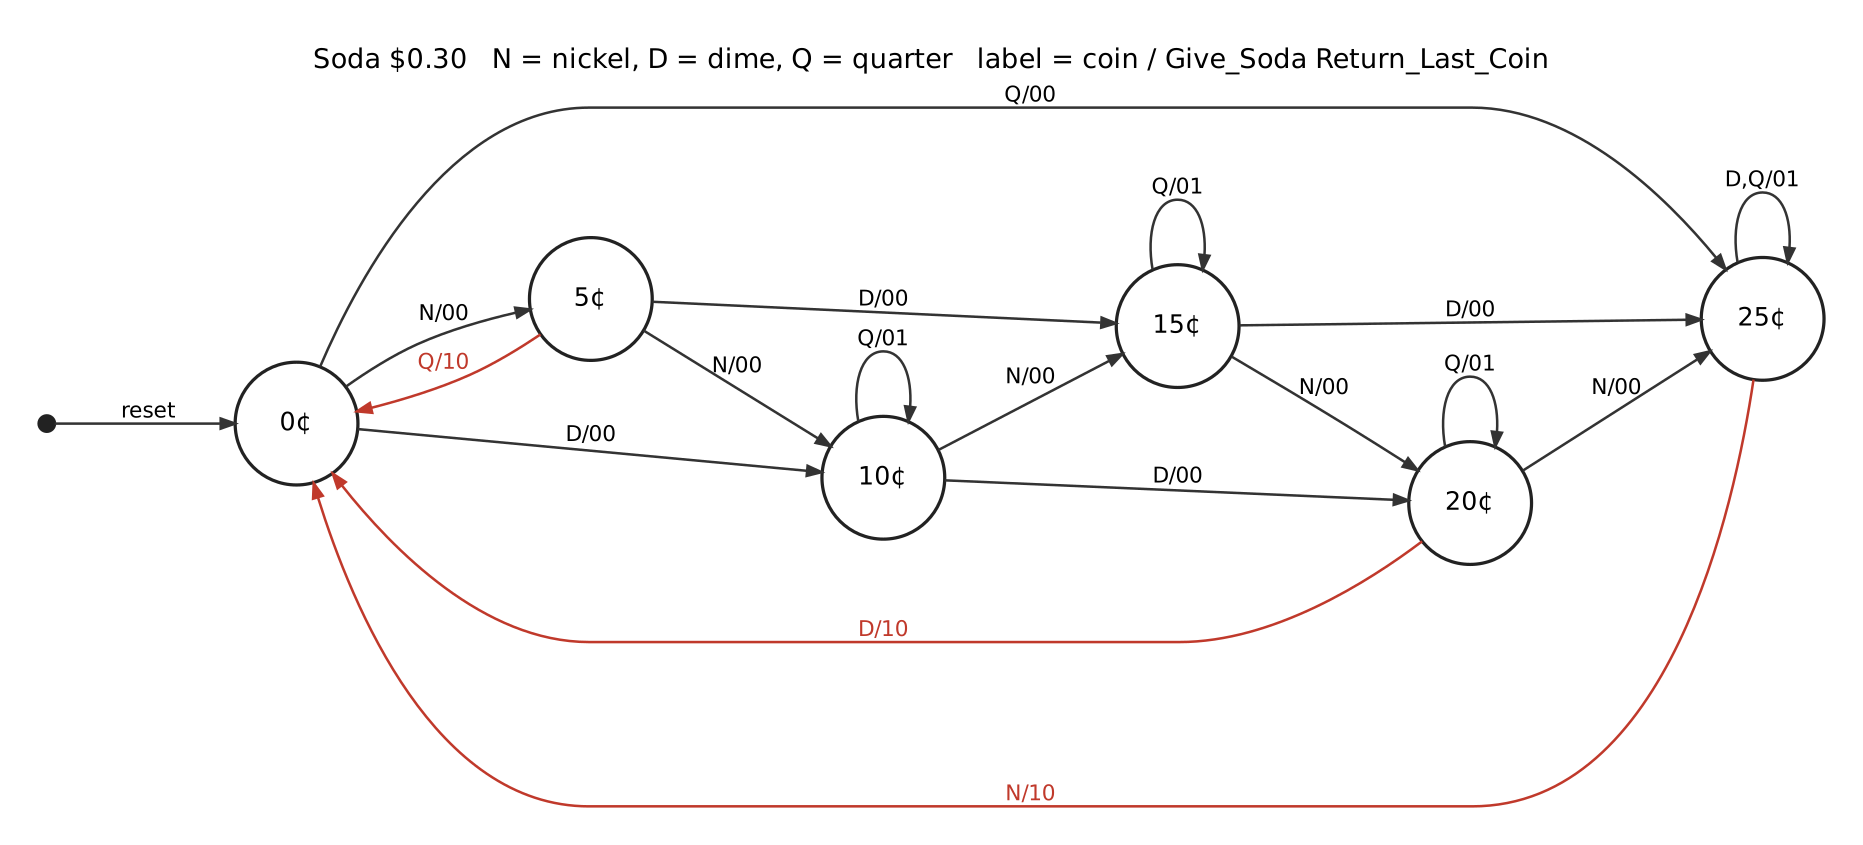 Soda $0.30   N = nickel, D = dime, Q = quarter   label = coin / Give_Soda Return_Last_Coin
Q/00
D,Q/01
Q/01
5¢
D/00
N/00
Q/10
15¢
D/00
25¢
Q/01
N/00
N/00
Q/01
N/00
N/00
reset
0¢
D/00
10¢
D/00
20¢
D/10
N/10